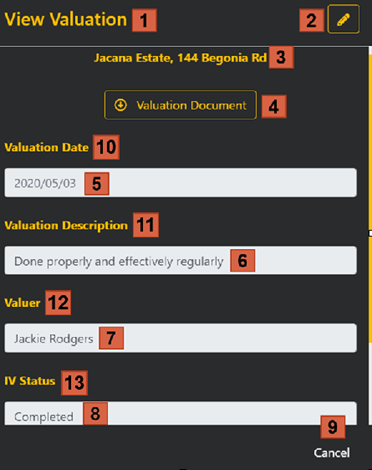 View Valuation 1 2
Jacana Estate, 144 Begonia Rd 3
Valuation Document 4
Valuation Date 10
2020/05/03 5
Valuation Description 11
Done properly and effectively regularly 6
Valuer 12
Jackie Rodgers 7
IV Status 13
Completed 8
9
Cancel